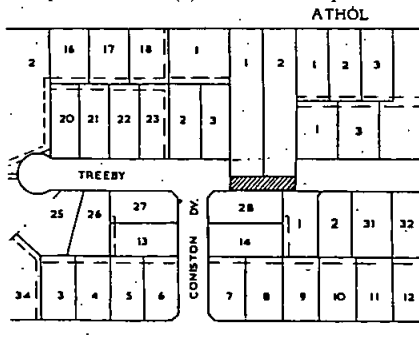 ATHOL
2 16 17 18 1 1 2 1 2 3
20 21 22 23 2 3 1 3
TREEBY
25 26 27 28 1 2 31 32
13 14
CONISTON DV.
34 3 4 5 6 7 8 9 10 11 12